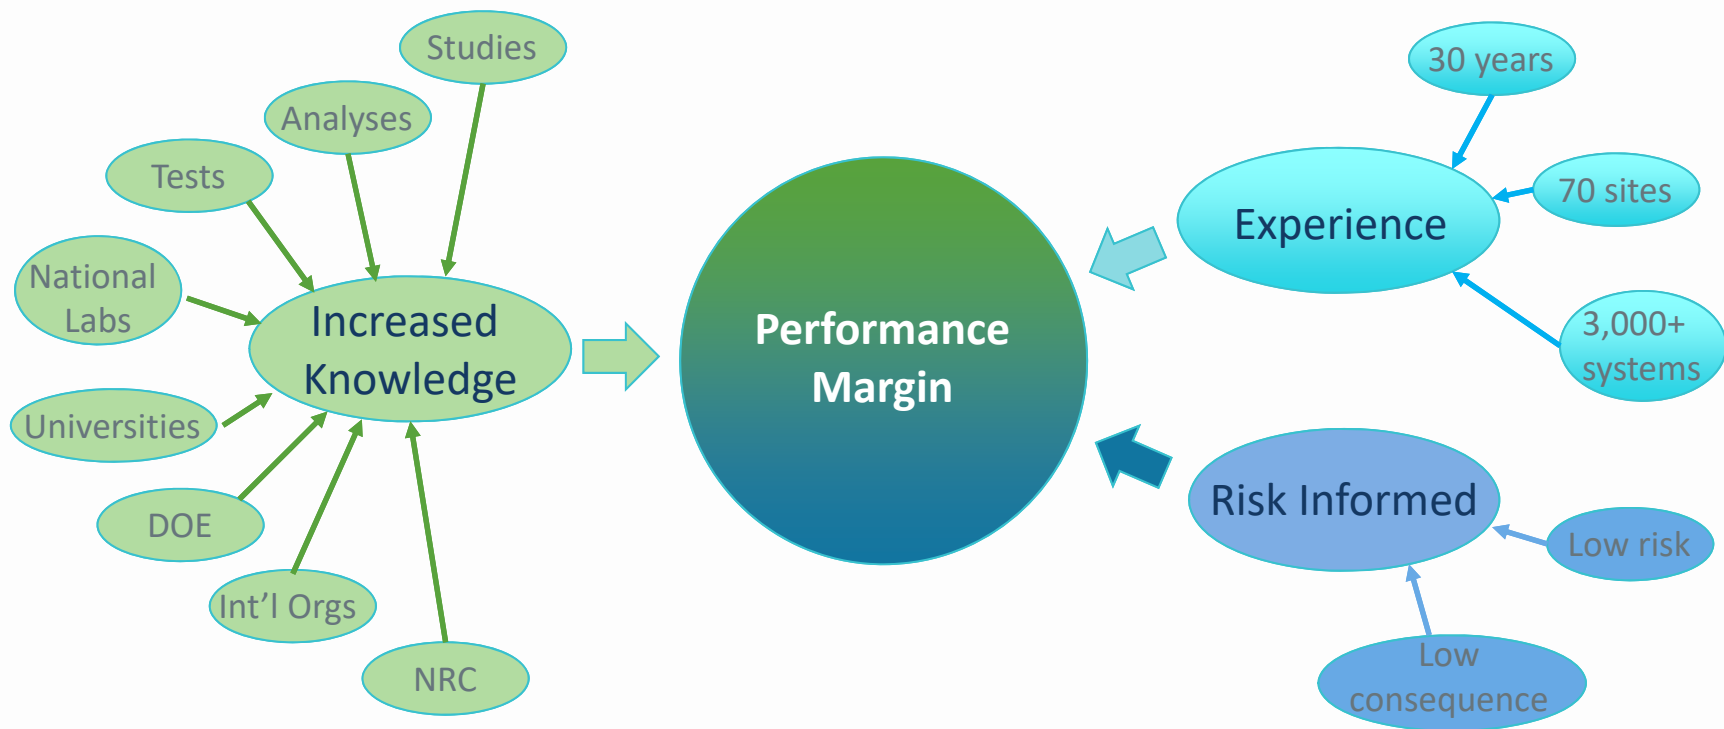 Studies
Analyses
Tests
National
Labs
Universities
DOE
Int’l Orgs
NRC
Increased
Knowledge
Performance
Margin
30 years
70 sites
3,000+
systems
Experience
Risk Informed
Low risk
Low
consequence